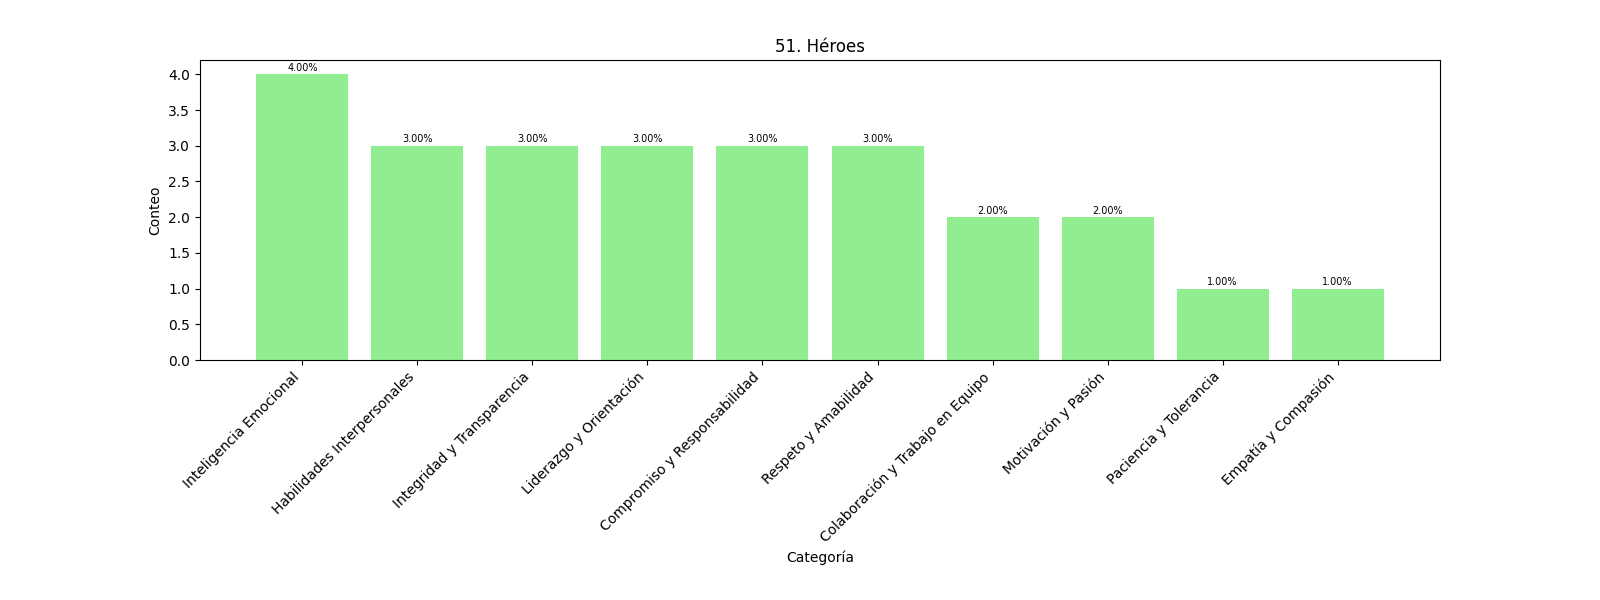 51. Héroes
4.00%
3.00%
3.00%
3.00%
3.00%
3.00%
2.00%
2.00%
1.00%
1.00%
Conteo
4.0
3.5
3.0
2.5
2.0
1.5
1.0
0.5
0.0
Inteligencia Emocional
Habilidades Interpersonales
Integridad y Transparencia
Liderazgo y Orientación
Compromiso y Responsabilidad
Respeto y Amabilidad
Colaboración y Trabajo en Equipo
Motivación y Pasión
Paciencia y Tolerancia
Empatía y Compasión
Categoría